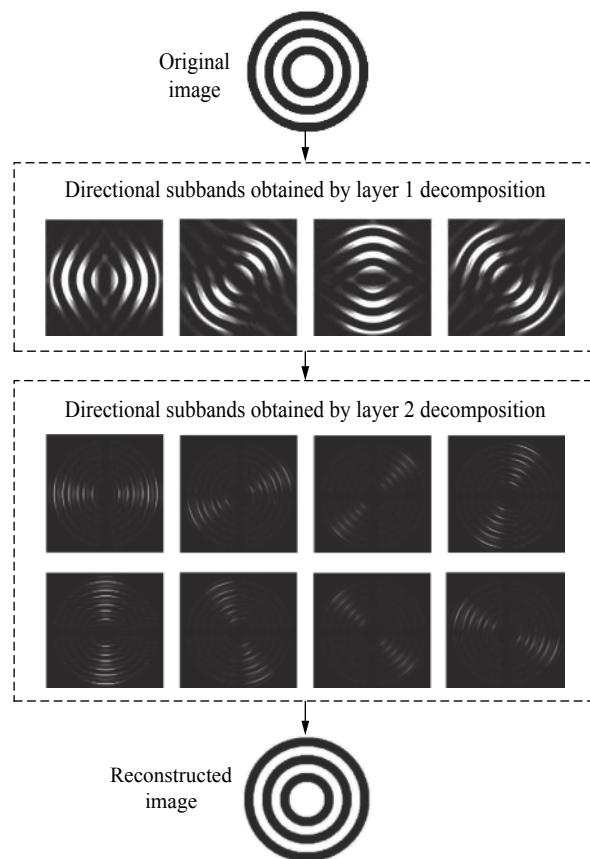 Original
image
Directional subbands obtained by layer 1 decomposition
Directional subbands obtained by layer 2 decomposition
Reconstructed
image